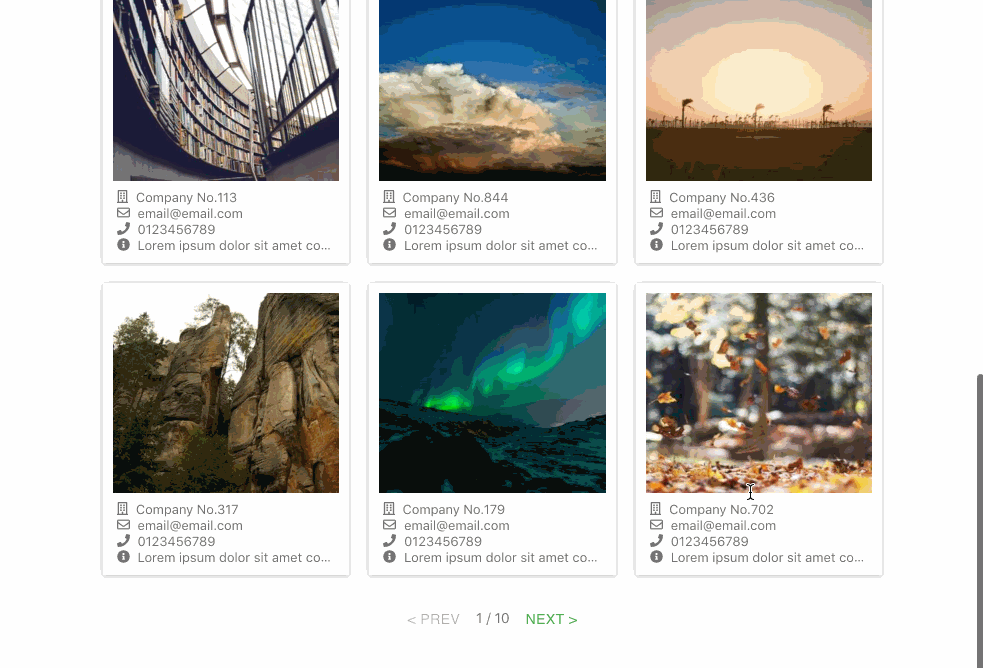 Company No.113
email@email.com
0123456789
Lorem ipsum dolor sit amet co...
Company No.844
email@email.com
0123456789
Lorem ipsum dolor sit amet co...
Company No.436
email@email.com
0123456789
Lorem ipsum dolor sit amet co...
Company No.317
email@email.com
0123456789
Lorem ipsum dolor sit amet co...
Company No.179
email@email.com
0123456789
Lorem ipsum dolor sit amet co...
Company No.702
email@email.com
0123456789
Lorem ipsum dolor sit amet co...
< PREV 1 / 10 NEXT >